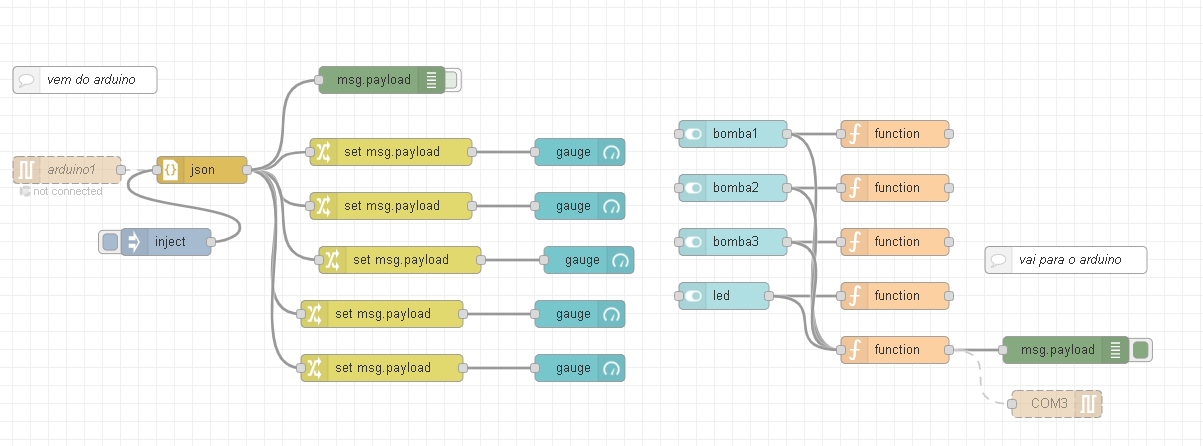 vem do arduino
msg.payload
arduino1
not connected
json
inject
set msg.payload
gauge
set msg.payload
gauge
set msg.payload
gauge
set msg.payload
gauge
set msg.payload
gauge
bomba1
function
bomba2
function
bomba3
function
led
function
function
vai para o arduino
msg.payload
COM3